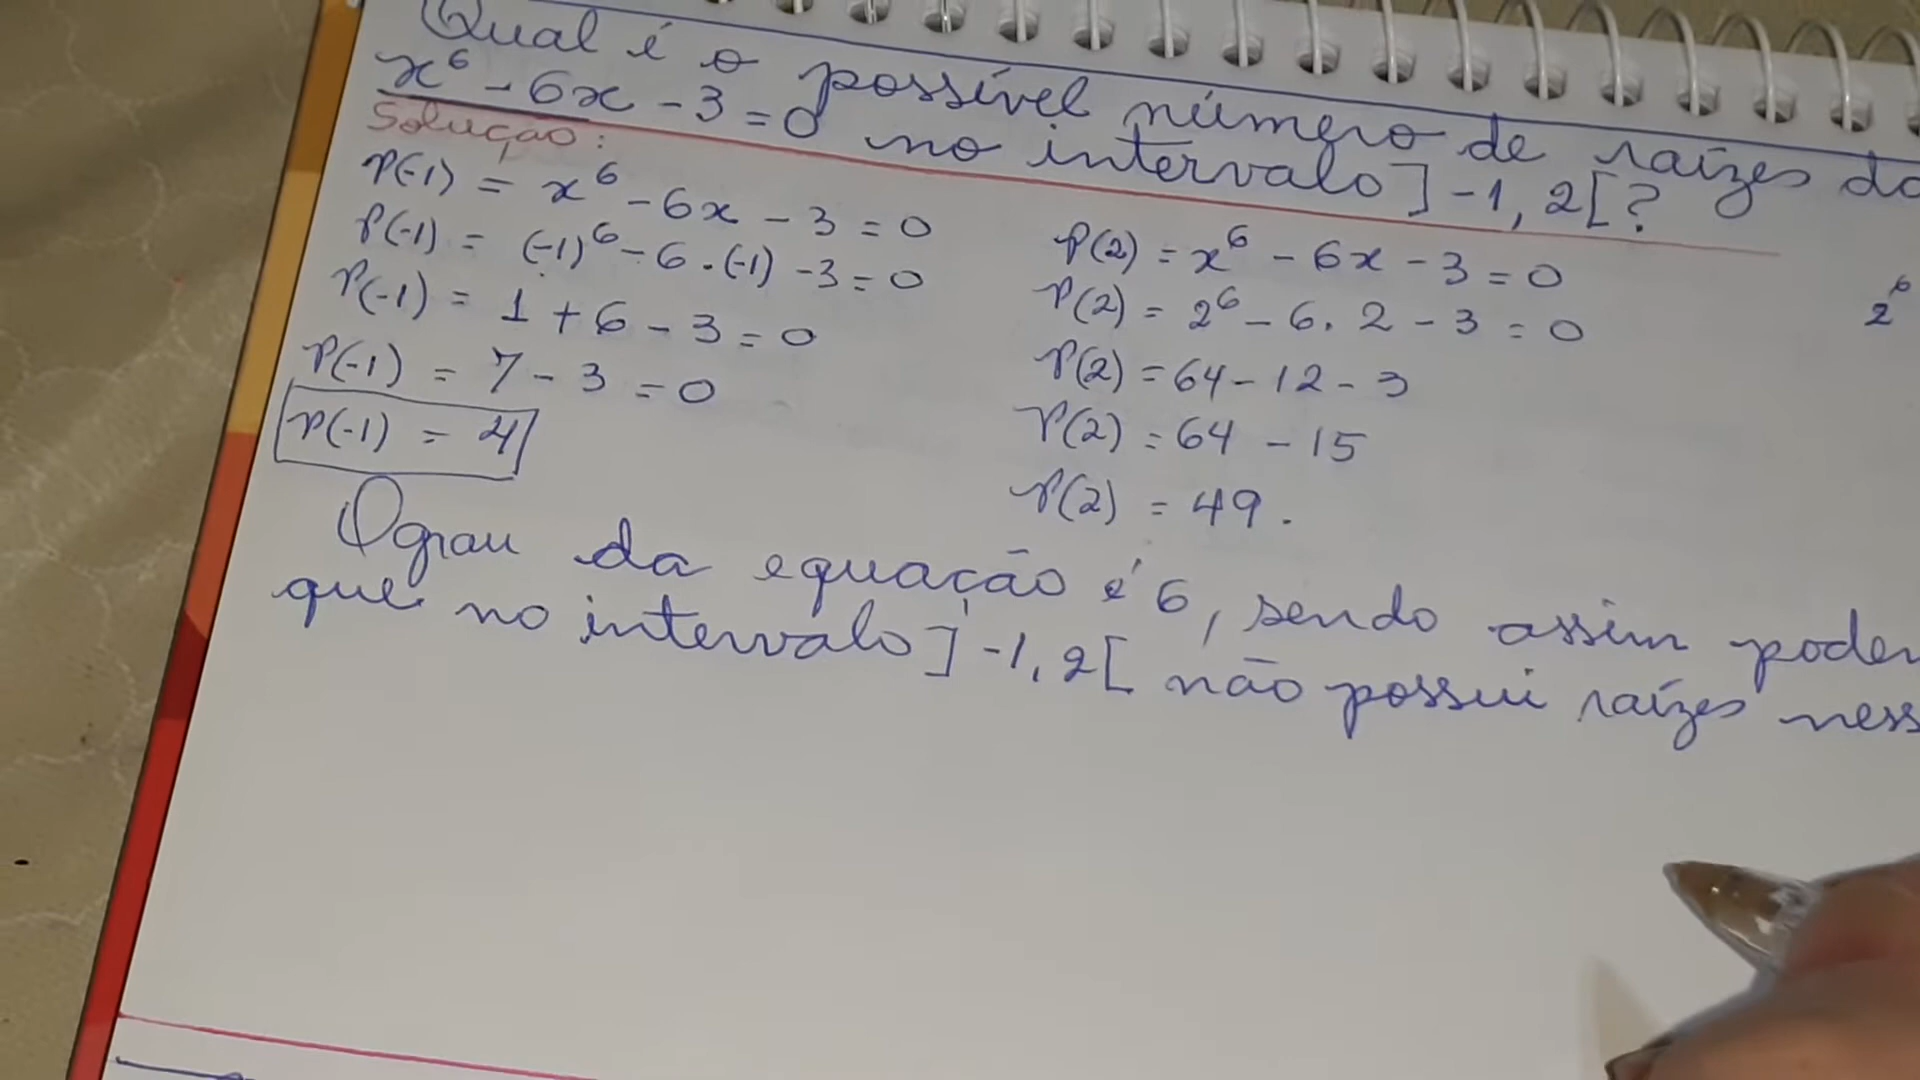 Qual é o possível número de raízes da
x⁶ - 6x - 3 = 0 no intervalo ]-1, 2[ ?
Solução:
P(-1) = x⁶ - 6x - 3 = 0
P(-1) = (-1)⁶ - 6 . (-1) - 3 = 0
P(-1) = 1 + 6 - 3 = 0
P(-1) = 7 - 3 = 0
P(-1) = 4
P(2) = x⁶ - 6x - 3 = 0
P(2) = 2⁶ - 6 . 2 - 3 = 0
P(2) = 64 - 12 - 3
P(2) = 64 - 15
P(2) = 49.
2⁶
O grau da equação é 6, sendo assim podem
que no intervalo ]-1, 2[ não possui raízes ness